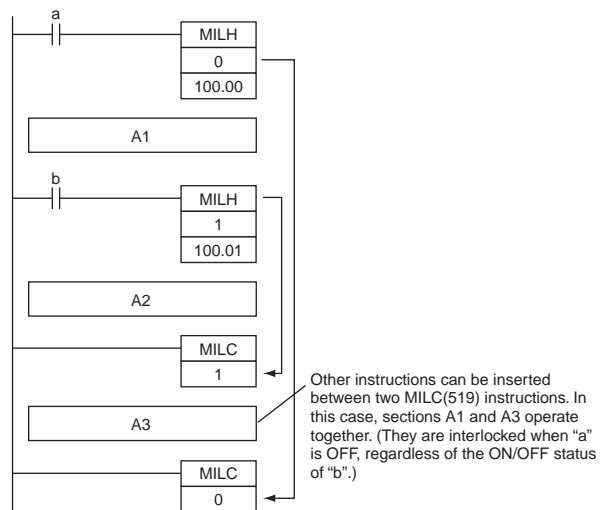 a
MILH
0
100.00
A1
b
MILH
1
100.01
A2
MILC
1
Other instructions can be inserted
between two MILC(519) instructions. In
this case, sections A1 and A3 operate
together. (They are interlocked when “a”
is OFF, regardless of the ON/OFF status
of “b”.)
A3
MILC
0